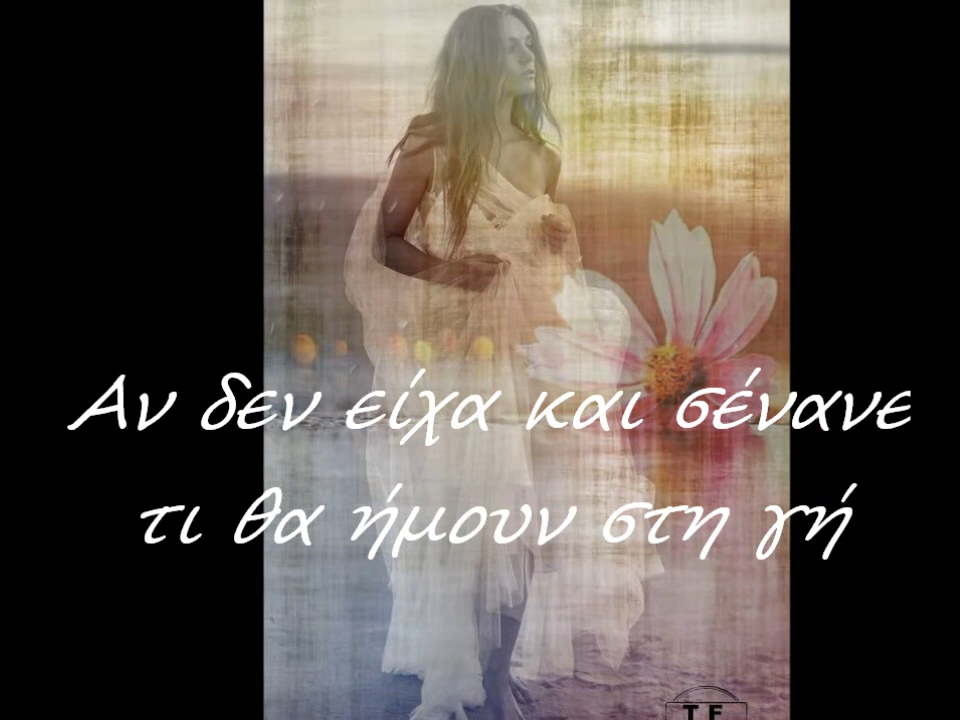 Αν δεν είχα και σένανε
τι θα ήμουν στη γή
T F